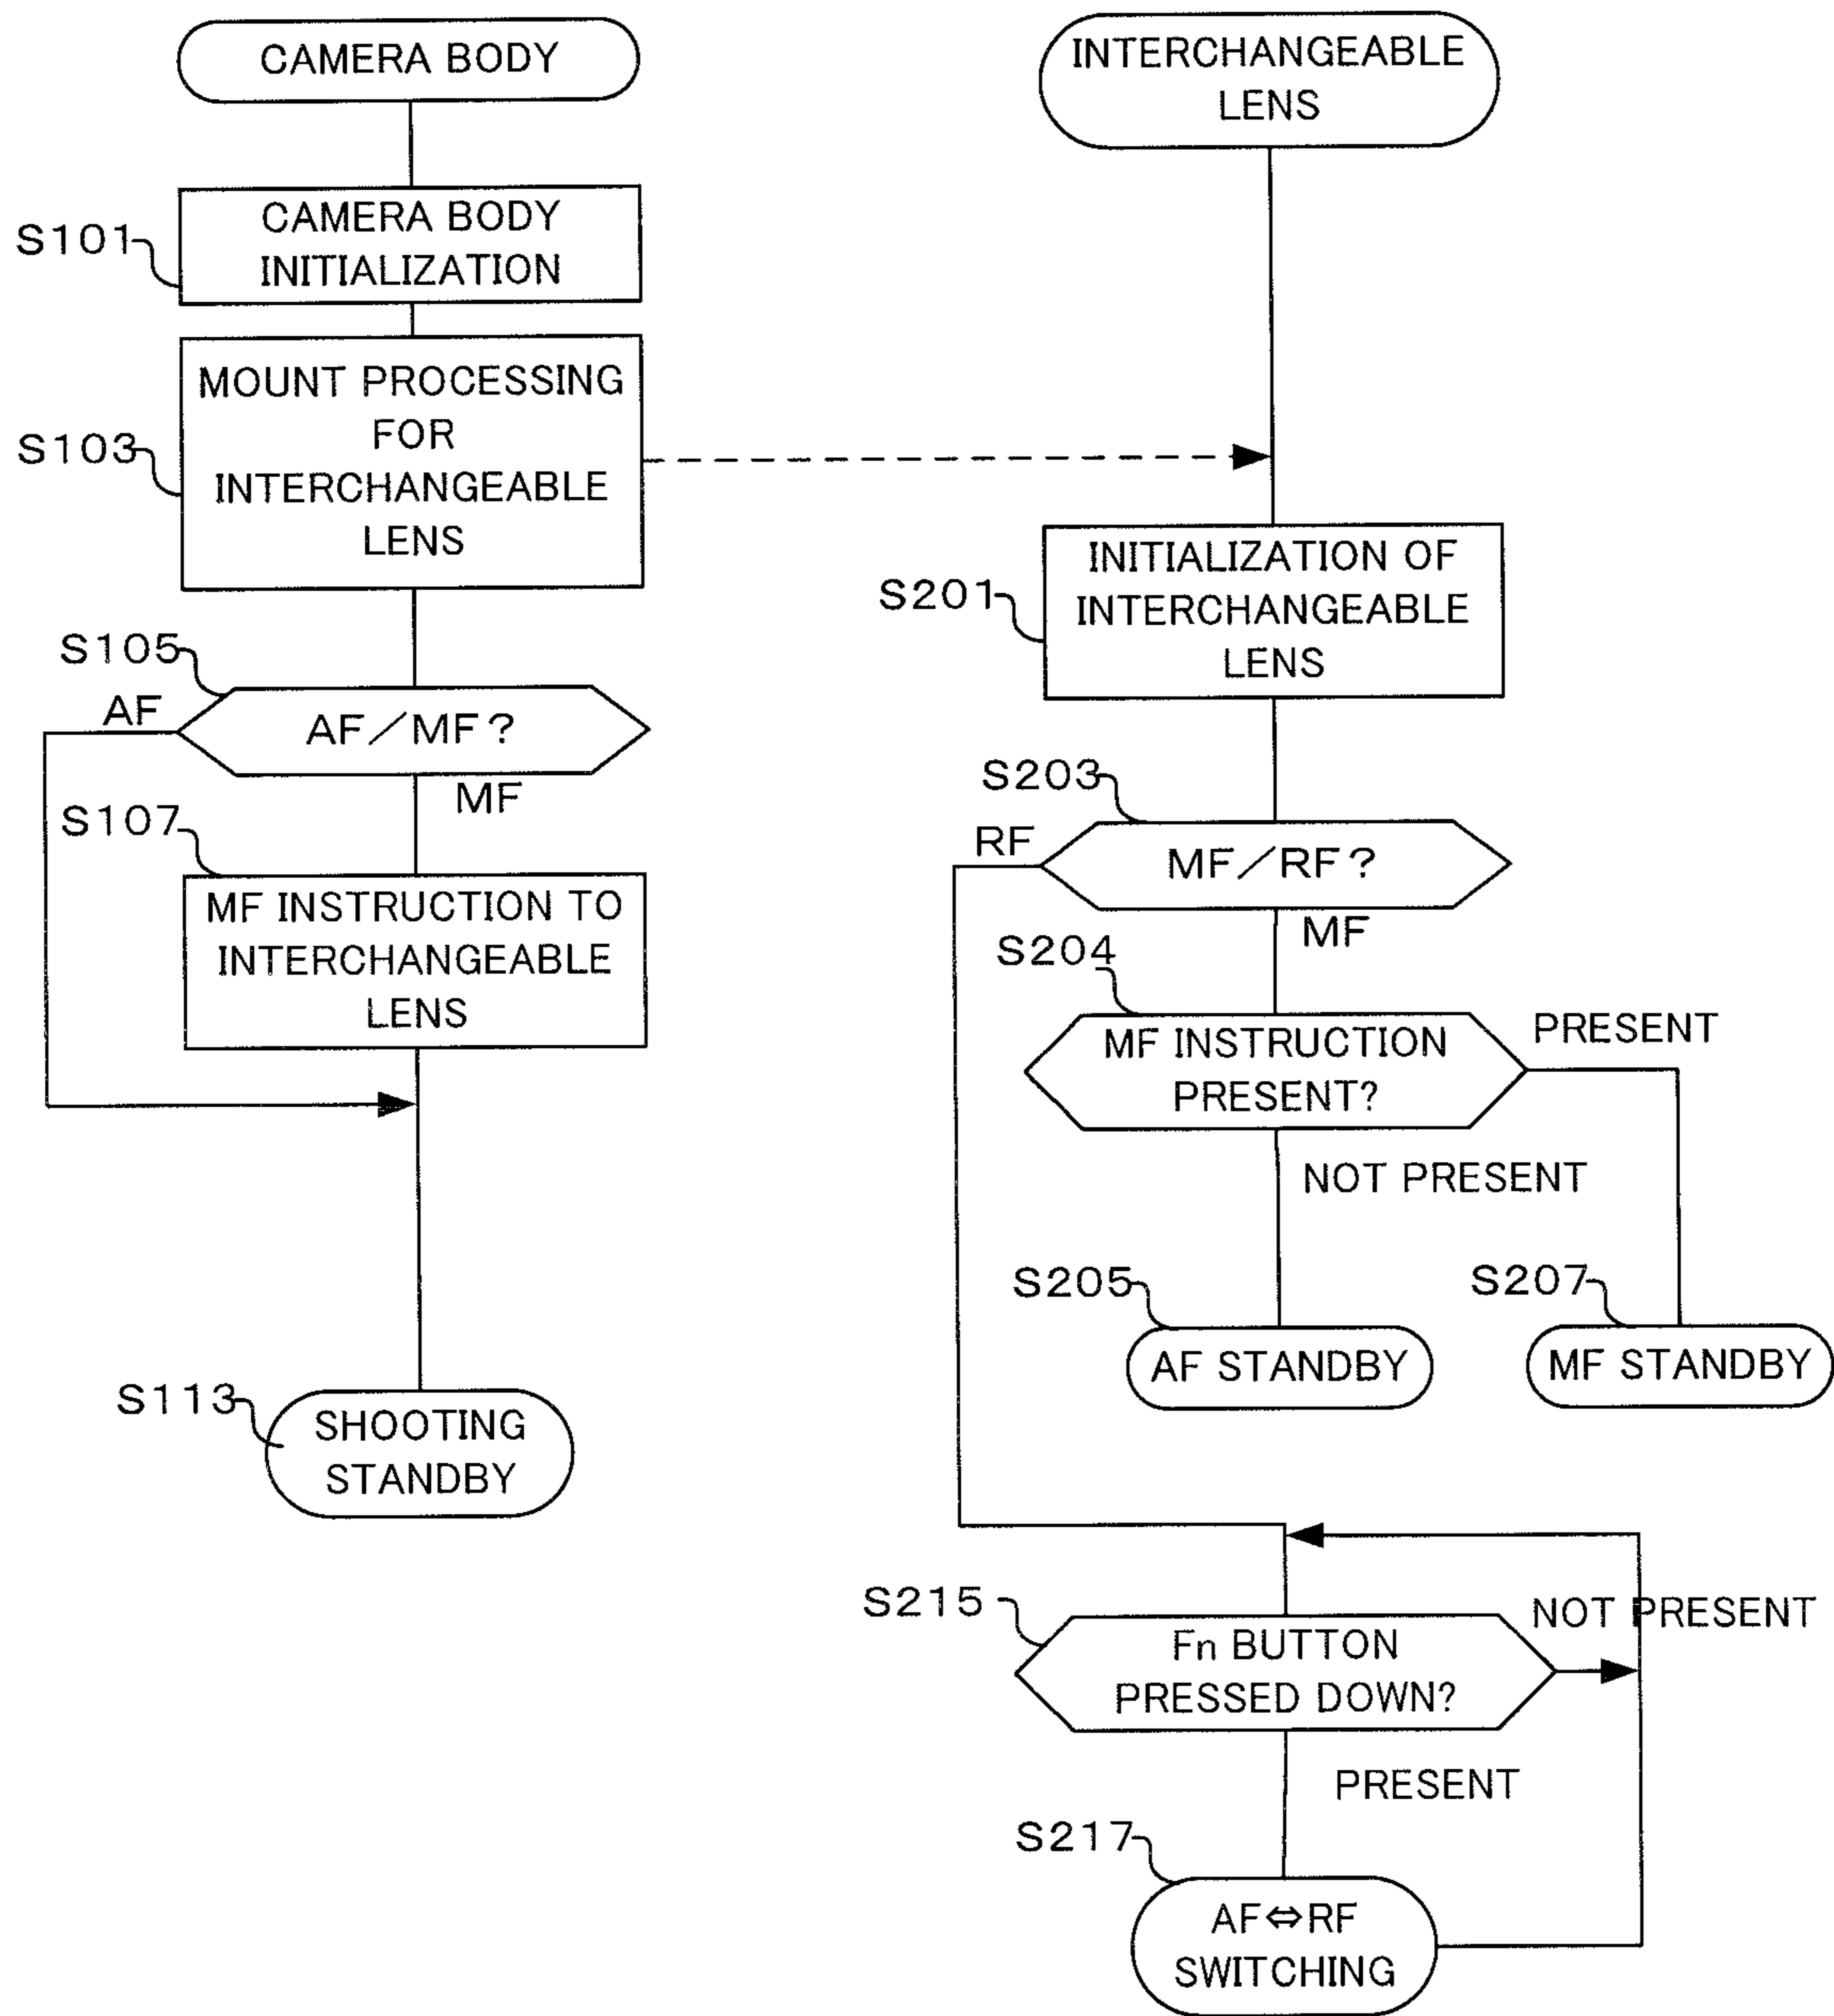 CAMERA BODY
S101
CAMERA BODY
INITIALIZATION
S103
MOUNT PROCESSING
FOR
INTERCHANGEABLE
LENS
S105
AF
AF/MF?
MF
S107
MF INSTRUCTION TO
INTERCHANGEABLE
LENS
S113
SHOOTING
STANDBY
INTERCHANGEABLE
LENS
S201
INITIALIZATION OF
INTERCHANGEABLE
LENS
S203
RF
MF/RF?
MF
S204
MF INSTRUCTION
PRESENT?
PRESENT
NOT PRESENT
S205
AF STANDBY
S207
MF STANDBY
S215
Fn BUTTON
PRESSED DOWN?
NOT PRESENT
PRESENT
S217
AF⇔RF
SWITCHING